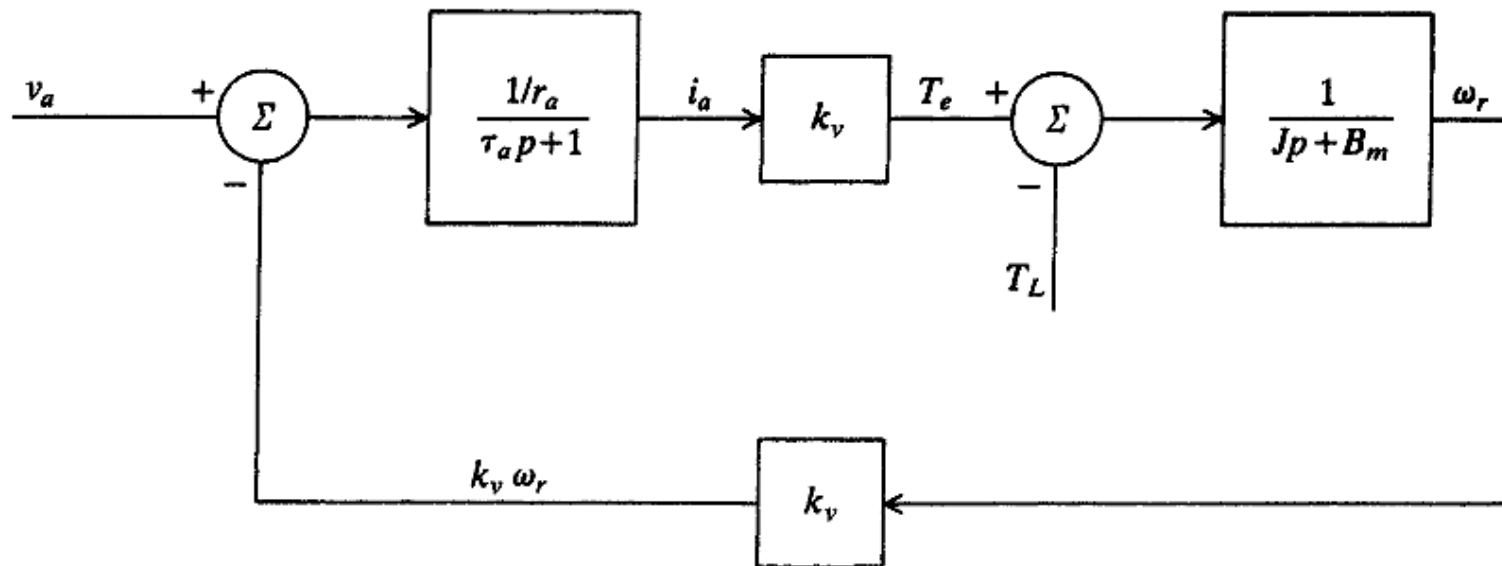 v_a
+
Σ
−
1/r_a
τ_a p + 1
i_a
k_v
T_e
+
Σ
−
T_L
1
Jp + B_m
ω_r
k_v ω_r
k_v